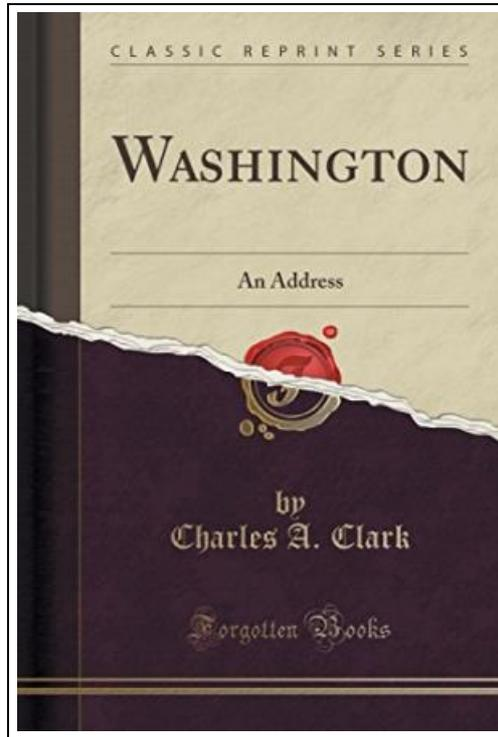 CLASSIC REPRINT SERIES
WASHINGTON
An Address
by
Charles A. Clark
Forgotten Books